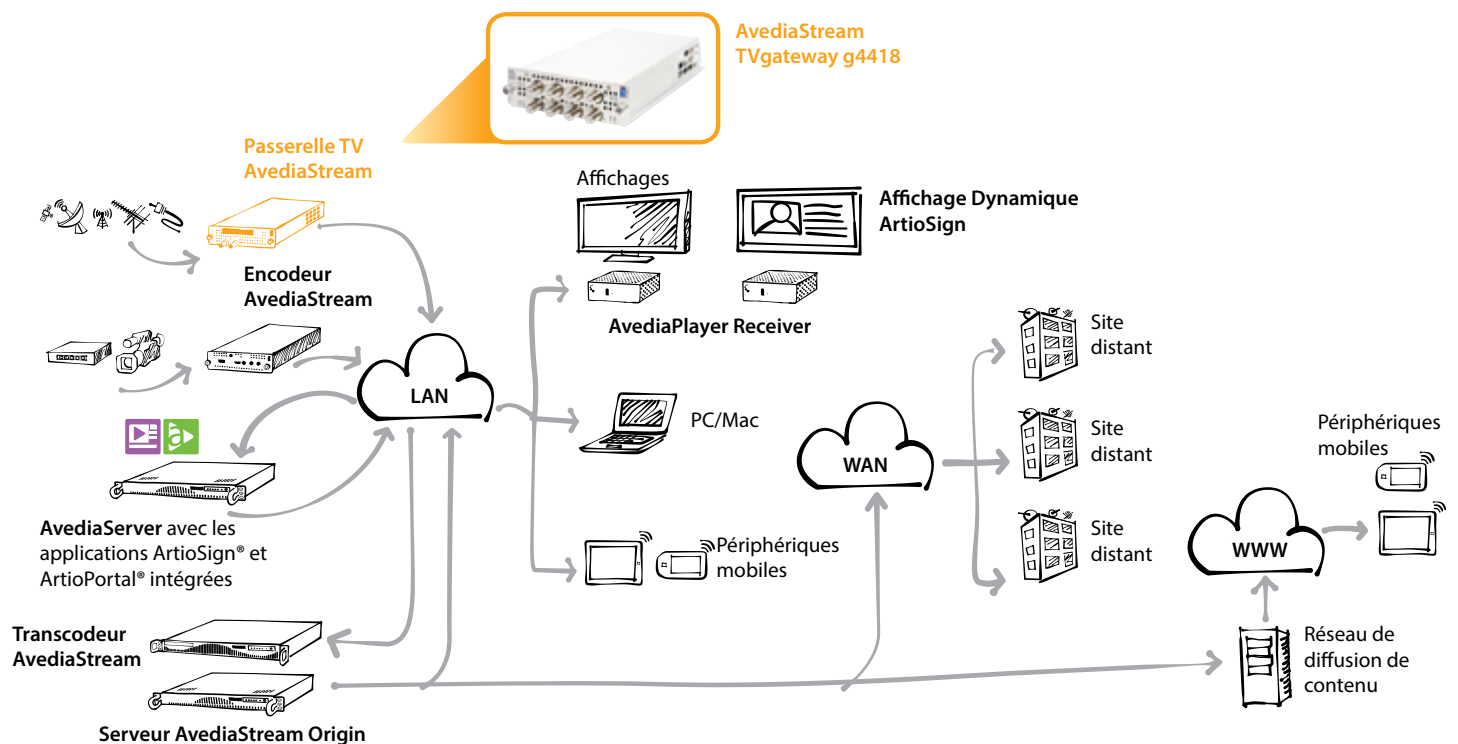 AvediaStream
TVgateway g4418
Passerelle TV
AvediaStream
Affichages
Affichage Dynamique
ArtioSign
Encodeur
AvediaStream
AvediaPlayer Receiver
Site
distant
LAN
PC/Mac
Site
distant
WAN
Périphériques
mobiles
AvediaServer avec les
applications ArtioSign® et
ArtioPortal® intégrées
Périphériques
mobiles
Site
distant
WWW
Transcodeur
AvediaStream
Réseau de
diffusion de
contenu
Serveur AvediaStream Origin